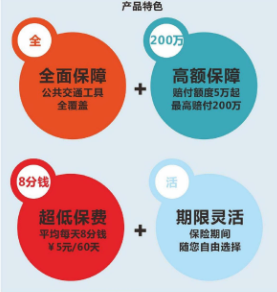 产品特色
全
全面保障
公共交通工具
全覆盖
+
200万
高额保障
赔付额度5万起
最高赔付200万
8分钱
超低保费
平均每天8分钱
￥5元/60天
+
活
期限灵活
保险期间
随您自由选择